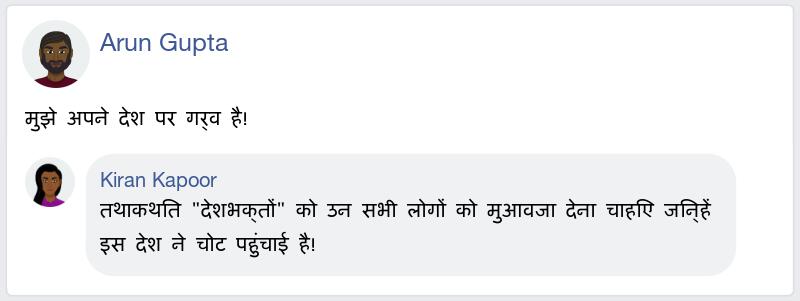 Arun Gupta
मुझे अपने देश पर गर्व है!
Kiran Kapoor
तथाकथित "देशभक्तों" को उन सभी लोगों को मुआवजा देना चाहिए जिन्हें
इस देश ने चोट पहुंचाई है!